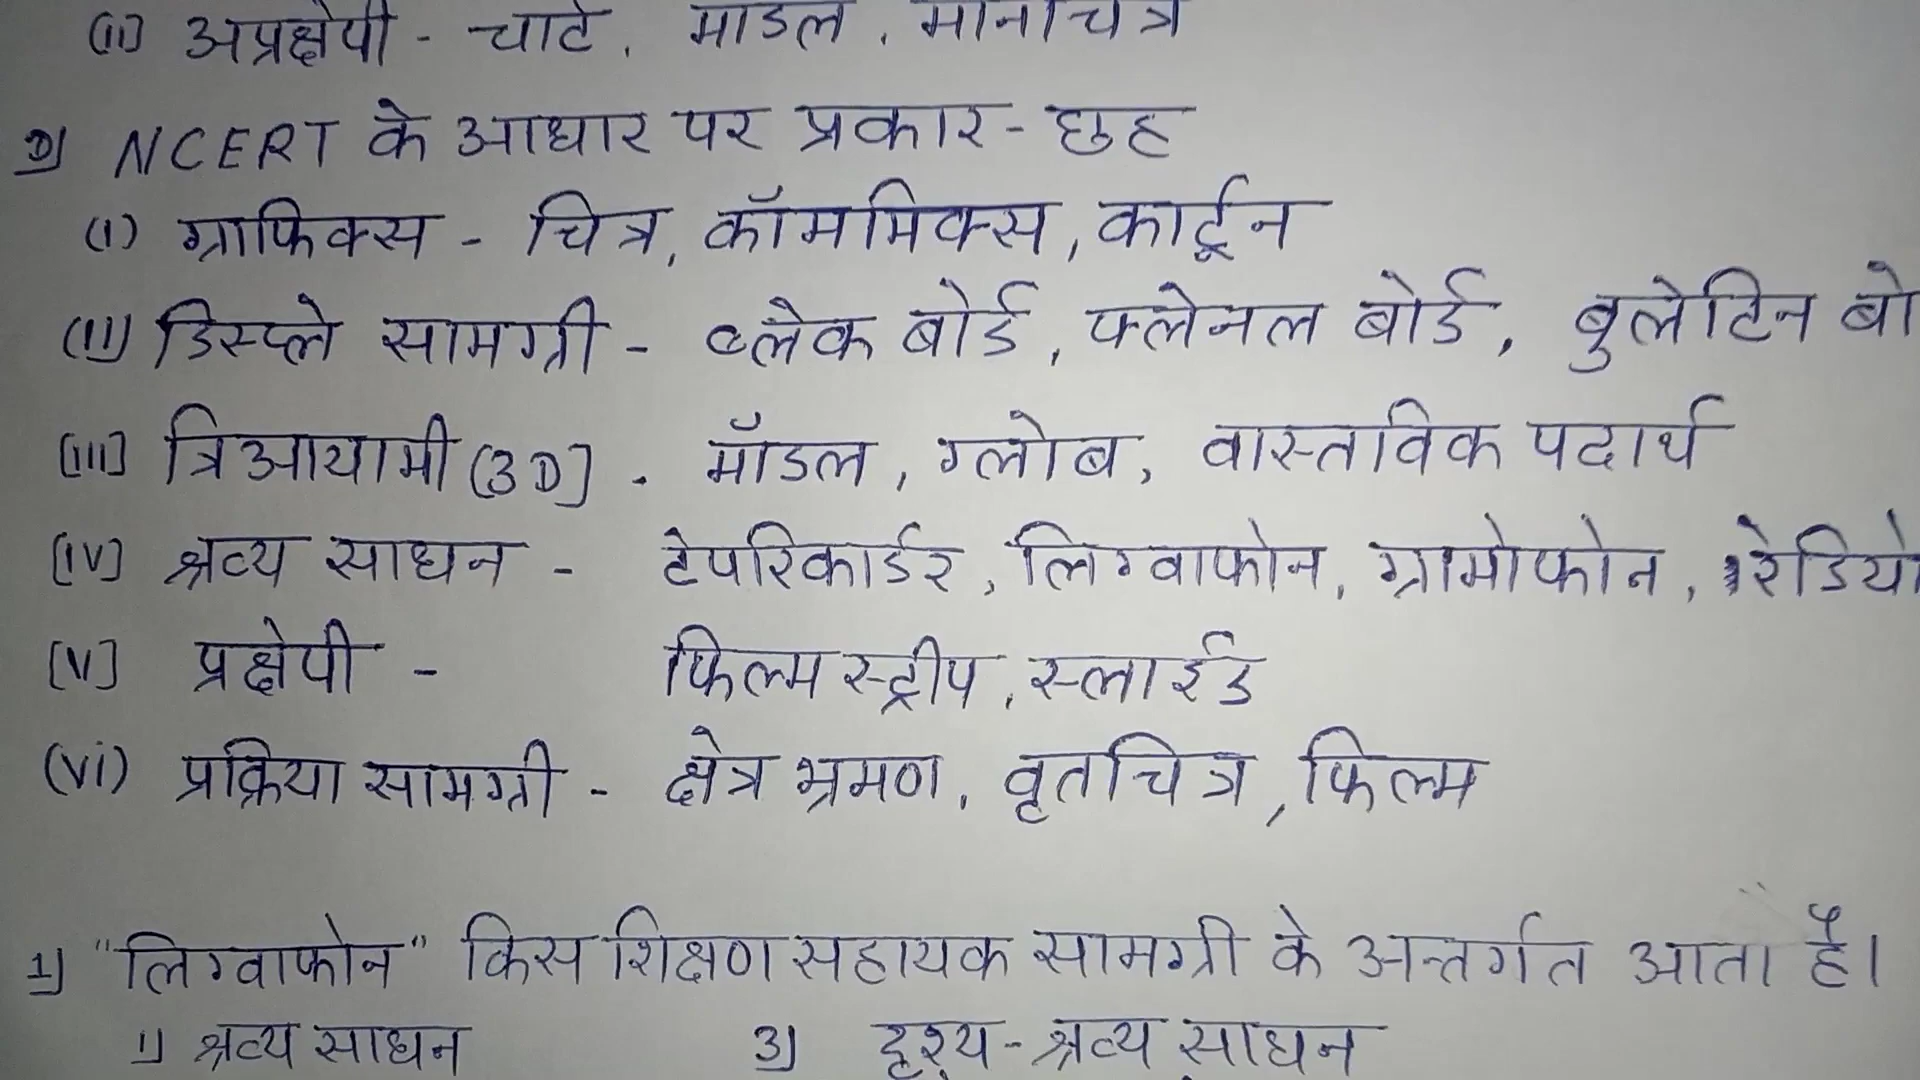 (ii) अप्रक्षेपी - चार्ट, माडल, मानचित्र
2) NCERT के आधार पर प्रकार - छह
(i) ग्राफिक्स - चित्र, कॉममिक्स, कार्टून
(ii) डिस्प्ले सामग्री - ब्लेक बोर्ड, फ्लेनल बोर्ड, बुलेटिन बो
(iii) त्रिआयामी (3D) - मॉडल, ग्लोब, वास्तविक पदार्थ
(iv) श्रव्य साधन - टेपरिकार्डर, लिंग्वाफोन, ग्रामोफोन, रेडियो
(v) प्रक्षेपी - फिल्म स्ट्रीप, स्लाईड
(vi) प्रक्रिया सामग्री - क्षेत्र भ्रमण, वृतचित्र, फिल्म
1) "लिंग्वाफोन" किस शिक्षण सहायक सामग्री के अन्तर्गत आता है।
1) श्रव्य साधन 3) दृश्य - श्रव्य साधन